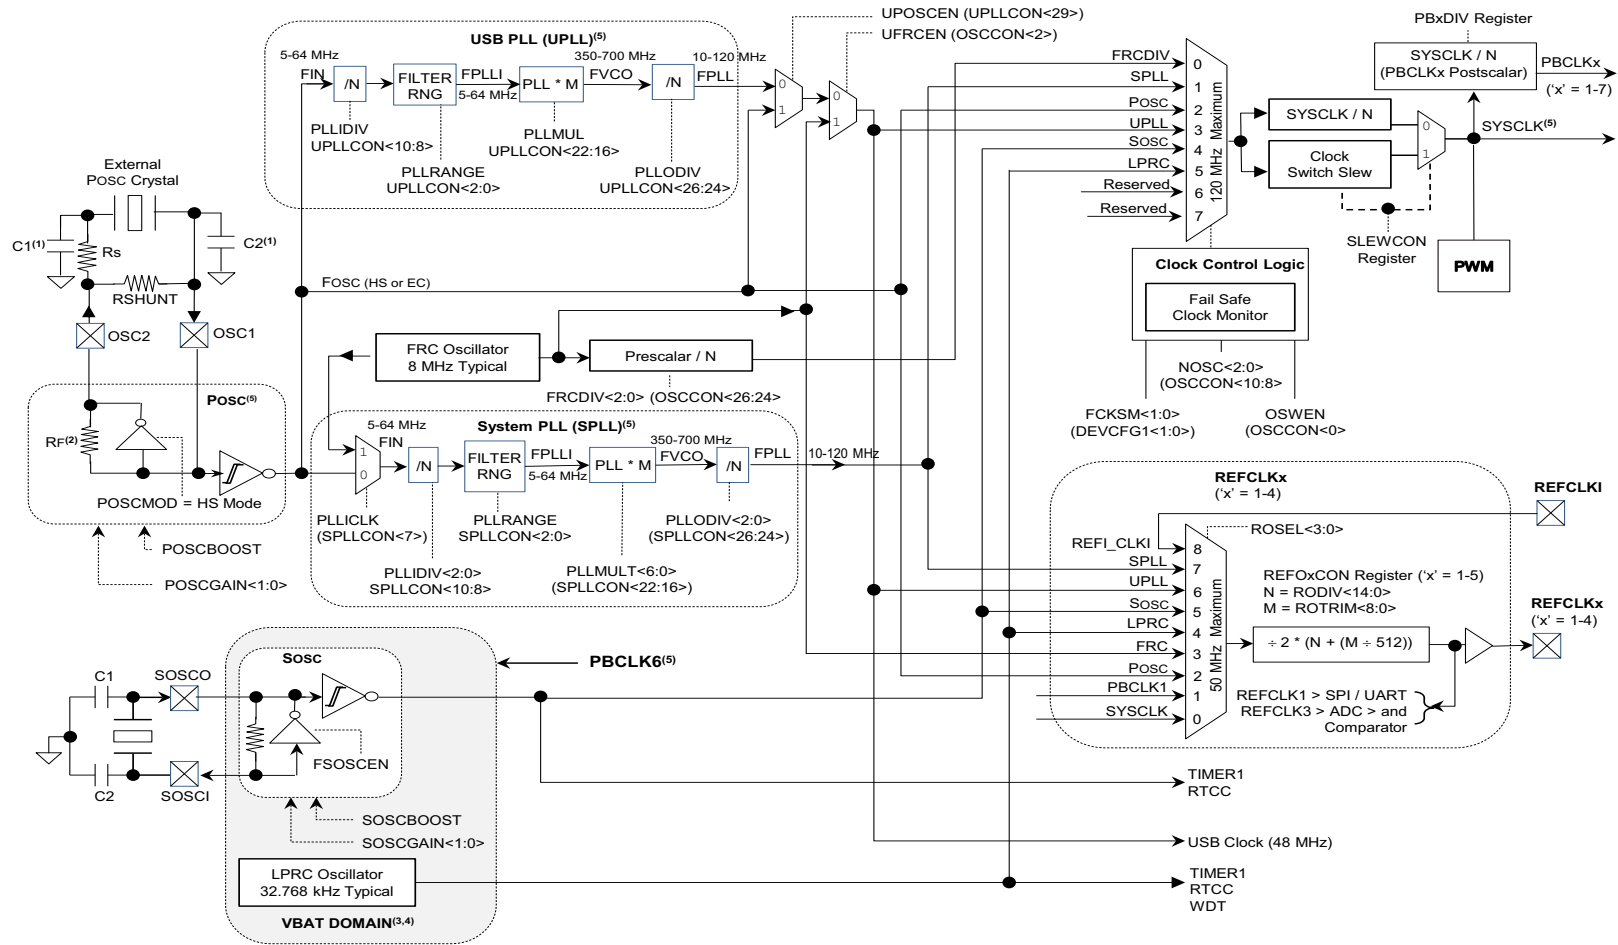 USB PLL (UPLL)(5)
5-64 MHz
FIN
/N
FILTER
RNG
FPLLI
5-64 MHz
PLL * M
350-700 MHz
FVCO
/N
10-120 MHz
FPLL
PLLIDIV
UPLLCON<10:8>
PLLRANGE
UPLLCON<2:0>
PLLMUL
UPLLCON<22:16>
PLLODIV
UPLLCON<26:24>
0
1
0
1
UPOSCEN (UPLLCON<29>)
UFRCEN (OSCCON<2>)
FRCDIV
SPLL
POSC
UPLL
SOSC
LPRC
Reserved
Reserved
0
1
2
3
4
5
6
7
120 MHz Maximum
SYSCLK / N
Clock
Switch Slew
0
1
PBxDIV Register
SYSCLK / N
(PBCLKx Postscalar)
PBCLKx
('x' = 1-7)
SYSCLK(5)
SLEWCON
Register
PWM
Clock Control Logic
Fail Safe
Clock Monitor
NOSC<2:0>
(OSCCON<10:8>
FCKSM<1:0>
(DEVCFG1<1:0>)
OSWEN
(OSCCON<0>
External
POSC Crystal
C1(1)
Rs
C2(1)
RSHUNT
OSC2
OSC1
POSC(5)
RF(2)
POSCMOD = HS Mode
POSCBOOST
POSCGAIN<1:0>
FOSC (HS or EC)
FRC Oscillator
8 MHz Typical
Prescalar / N
FRCDIV<2:0> (OSCCON<26:24>
System PLL (SPLL)(5)
5-64 MHz
FIN
1
0
/N
FILTER
RNG
FPLLI
5-64 MHz
PLL * M
350-700 MHz
FVCO
/N
FPLL
10-120 MHz
PLLICLK
(SPLLCON<7>)
PLLRANGE
SPLLCON<2:0>
PLLODIV<2:0>
(SPLLCON<26:24>)
PLLIDIV<2:0>
SPLLCON<10:8>
PLLMULT<6:0>
(SPLLCON<22:16>)
REFCLKx
('x' = 1-4)
REFCLKI
ROSEL<3:0>
REFI_CLKI
SPLL
UPLL
SOSC
LPRC
FRC
POSC
PBCLK1
SYSCLK
8
7
6
5
4
3
2
1
0
50 MHz Maximum
REFOxCON Register ('x' = 1-5)
N = RODIV<14:0>
M = ROTRIM<8:0>
÷ 2 * (N + (M ÷ 512))
REFCLKx
('x' = 1-4)
REFCLK1 > SPI / UART
REFCLK3 > ADC > and
Comparator
PBCLK6(5)
C1
SOSCO
SOSC
FSOSCEN
C2
SOSCI
SOSCBOOST
SOSCGAIN<1:0>
LPRC Oscillator
32.768 kHz Typical
VBAT DOMAIN(3,4)
TIMER1
RTCC
USB Clock (48 MHz)
TIMER1
RTCC
WDT